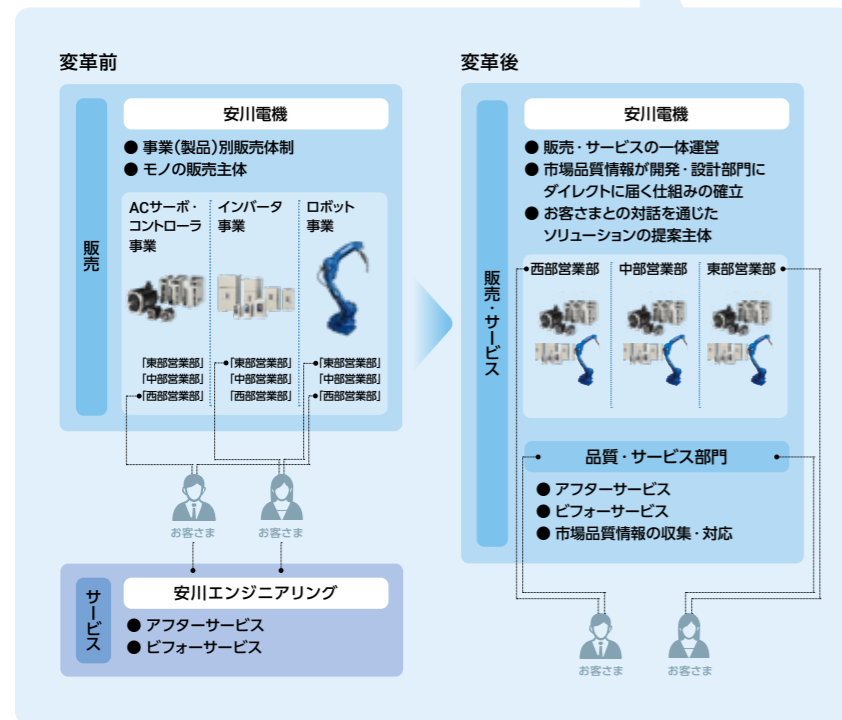 変革前
販売
安川電機
● 事業(製品)別販売体制
● モノの販売主体
ACサーボ・
コントローラ
事業
インバータ
事業
ロボット
事業
「東部営業部」
「中部営業部」
「西部営業部」
「東部営業部」
「中部営業部」
「西部営業部」
「東部営業部」
「中部営業部」
「西部営業部」
お客さま
お客さま
サービス
安川エンジニアリング
● アフターサービス
● ビフォーサービス
変革後
販売・サービス
安川電機
● 販売・サービスの一体運営
● 市場品質情報が開発・設計部門に
ダイレクトに届く仕組みの確立
● お客さまとの対話を通じた
ソリューションの提案主体
西部営業部
中部営業部
東部営業部
品質・サービス部門
● アフターサービス
● ビフォーサービス
● 市場品質情報の収集・対応
お客さま
お客さま